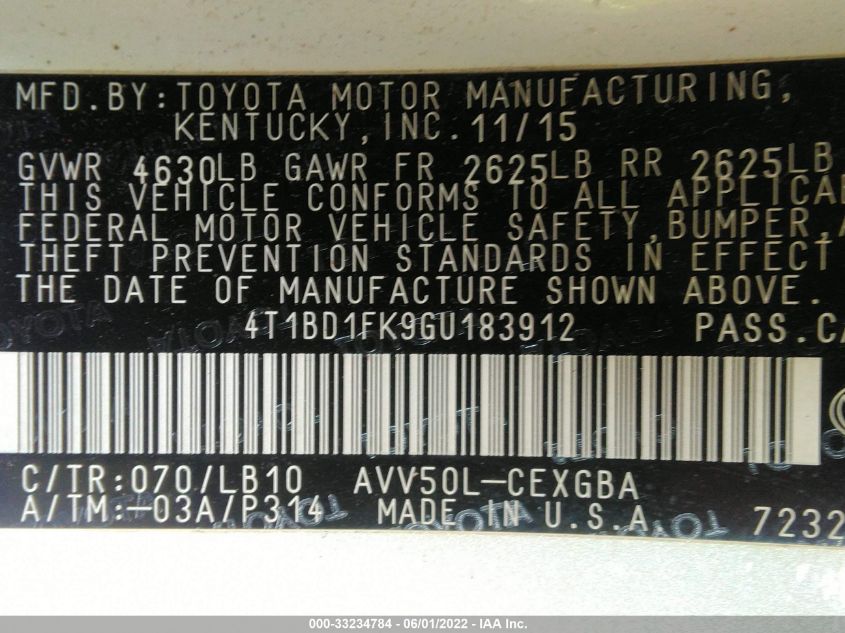 MFD.BY:TOYOTA MOTOR MANUFACTURING,
KENTUCKY,INC.11/15
GVWR 4630LB GAWR FR 2625LB RR 2625LB
THIS VEHICLE CONFORMS TO ALL
FEDERAL MOTOR VEHICLE SAFETY,BUMPER,
THEFT PREVENTION STANDARDS IN EFFECT
THE DATE OF MANUFACTURE SHOWN ABOVE.
4T1BD1FK9GU183912 PASS.
C/TR:070/LB10 AVV50L-CEXGBA
A/TM:-03A/P314 MADE IN U.S.A 7232
000-33234784 - 06/01/2022 - IAA Inc.